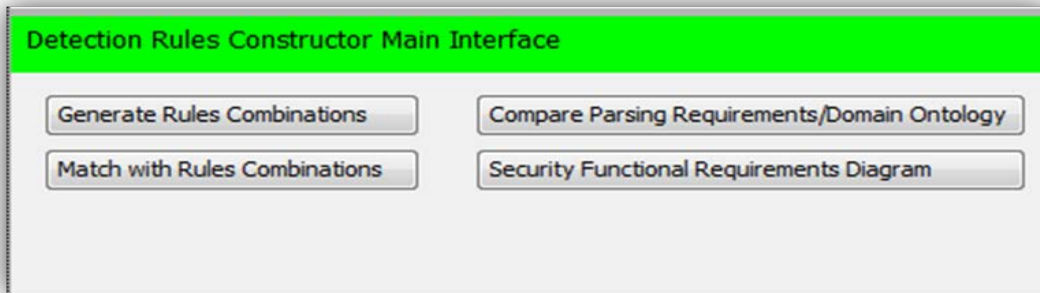 Detection Rules Constructor Main Interface
Generate Rules Combinations
Compare Parsing Requirements/Domain Ontology
Match with Rules Combinations
Security Functional Requirements Diagram